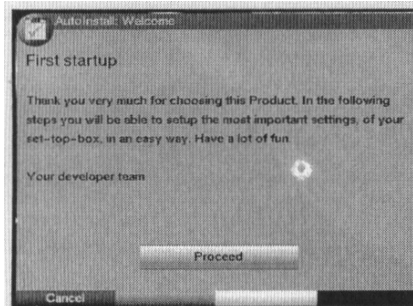 AutoInstall: Welcome
First startup
Thank you very much for choosing this Product. In the following
steps you will be able to setup the most important settings, of your
set-top-box, in an easy way. Have a lot of fun
Your developer team
Proceed
Cancel